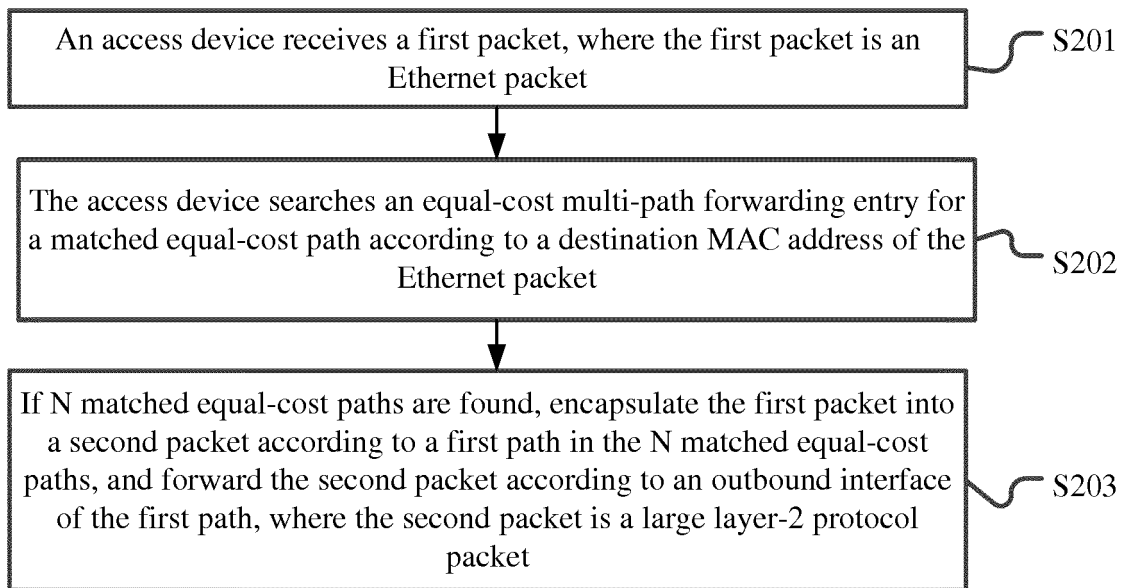 An access device receives a first packet, where the first packet is an
Ethernet packet
S201
The access device searches an equal-cost multi-path forwarding entry for
a matched equal-cost path according to a destination MAC address of the
Ethernet packet
S202
If N matched equal-cost paths are found, encapsulate the first packet into
a second packet according to a first path in the N matched equal-cost
paths, and forward the second packet according to an outbound interface
of the first path, where the second packet is a large layer-2 protocol
packet
S203